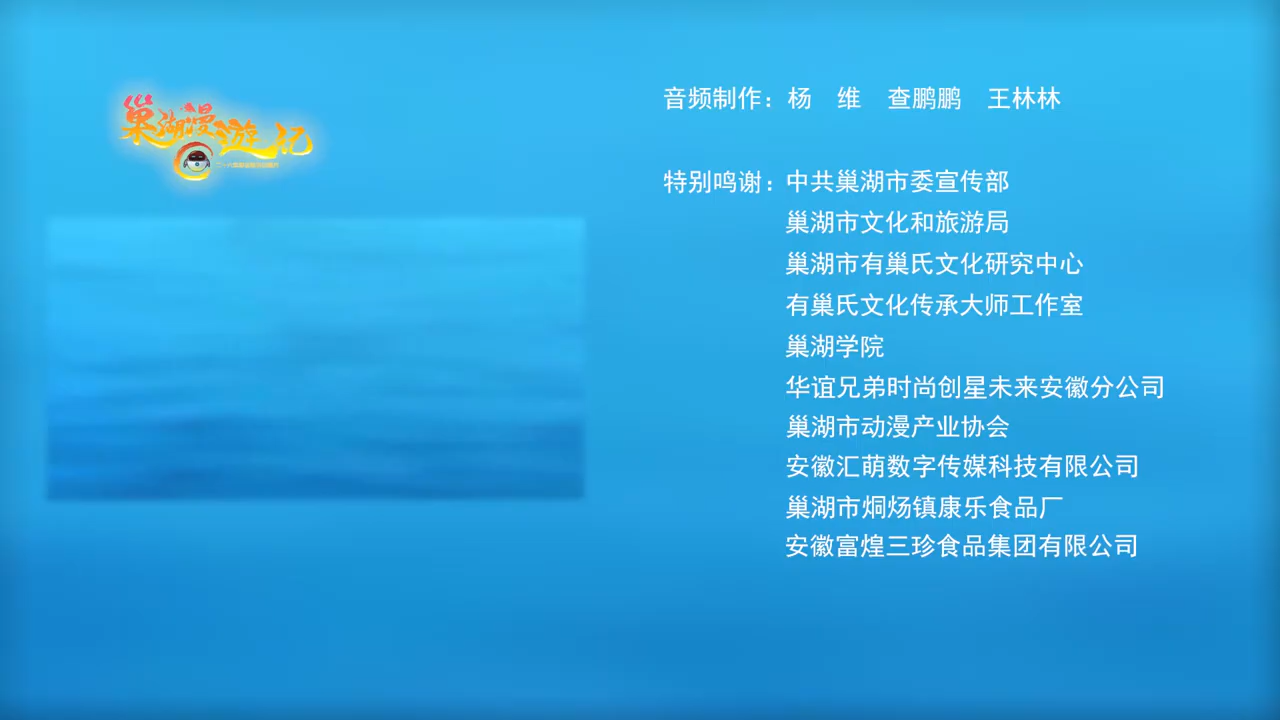 巢湖漫遊记
音频制作：杨　维　查鹏鹏　王林林
特别鸣谢：中共巢湖市委宣传部
巢湖市文化和旅游局
巢湖市有巢氏文化研究中心
有巢氏文化传承大师工作室
巢湖学院
华谊兄弟时尚创星未来安徽分公司
巢湖市动漫产业协会
安徽汇萌数字传媒科技有限公司
巢湖市烔炀镇康乐食品厂
安徽富煌三珍食品集团有限公司